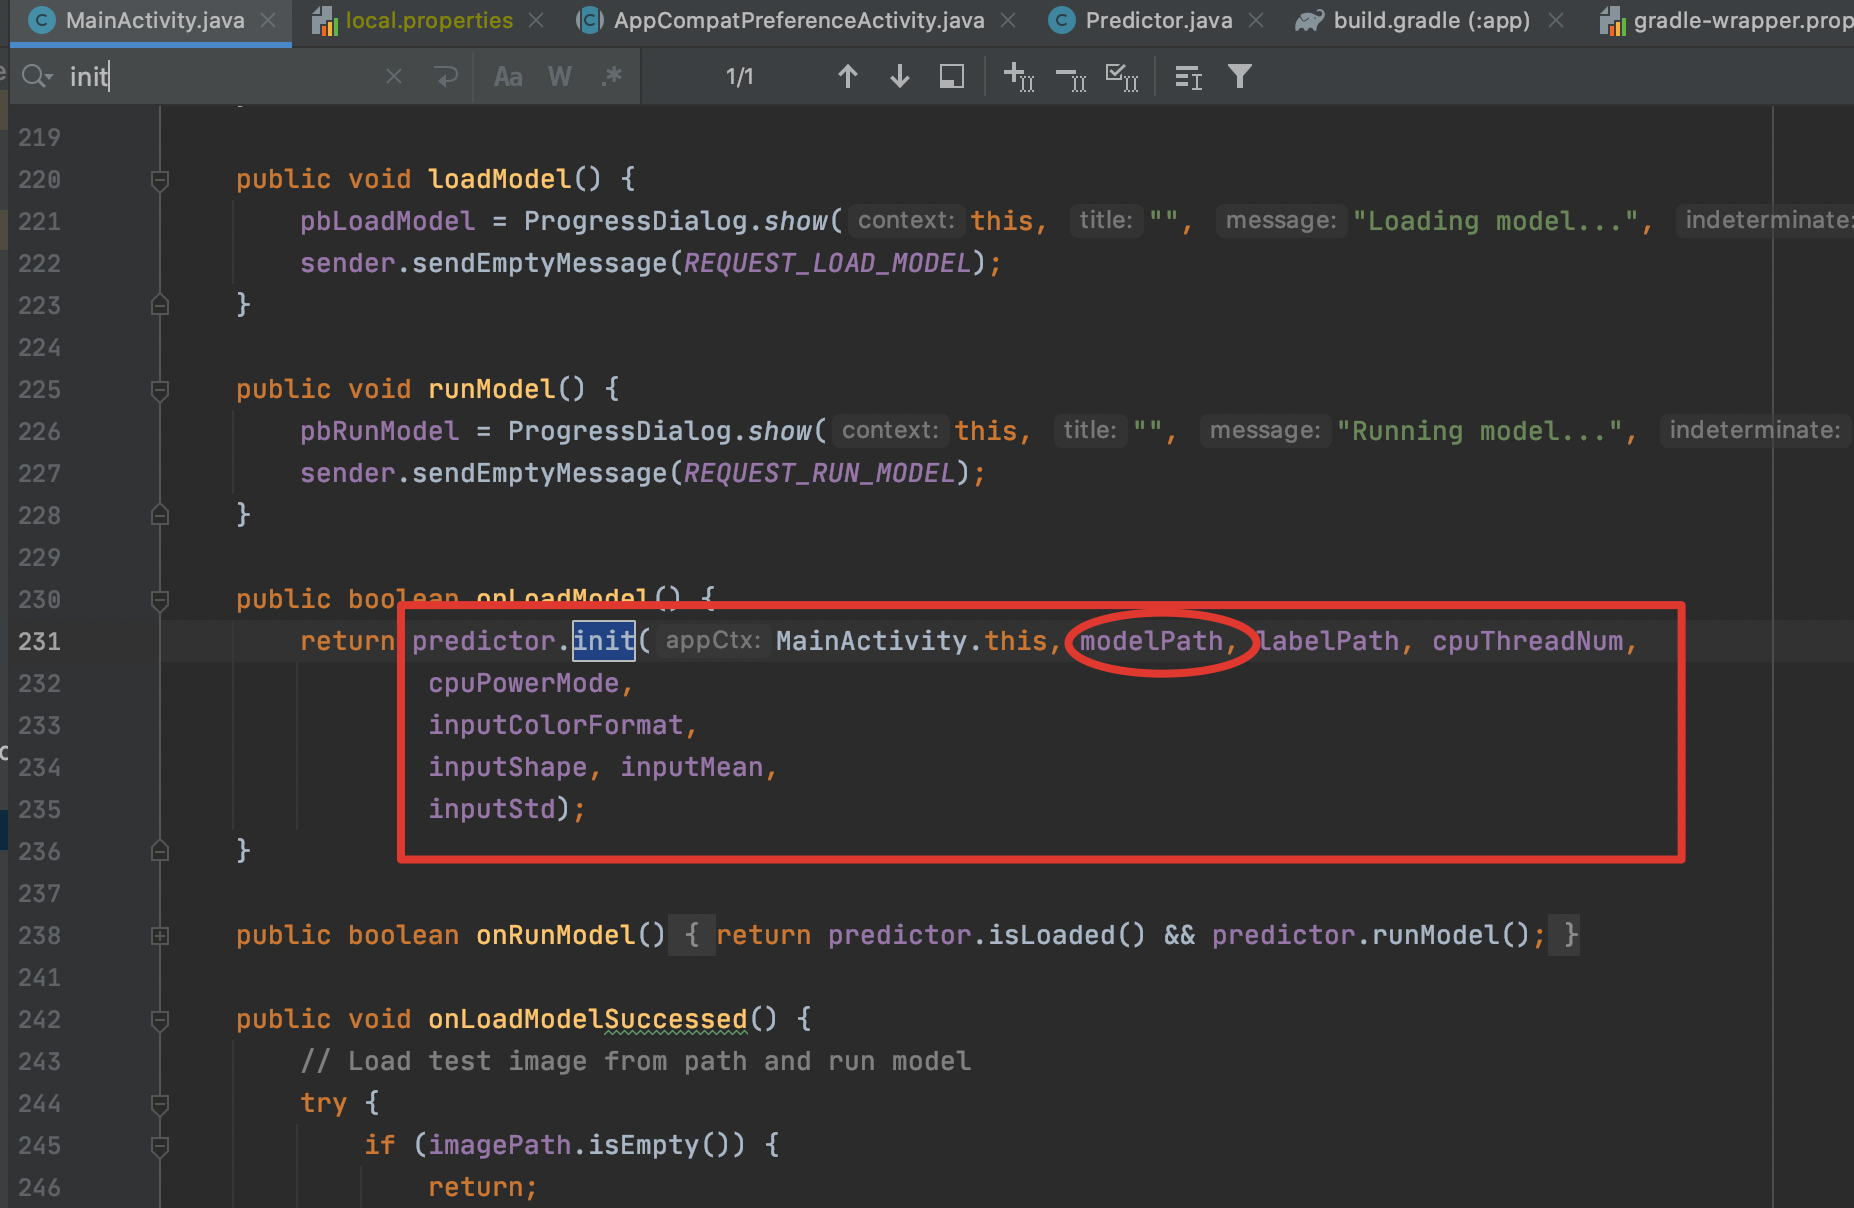 MainActivity.java local.properties AppCompatPreferenceActivity.java Predictor.java build.gradle (:app) gradle-wrapper.prop
init Aa W .* 1/1
219
220 public void loadModel() {
221 pbLoadModel = ProgressDialog.show( context: this, title: "", message: "Loading model...", indeterminate:
222 sender.sendEmptyMessage(REQUEST_LOAD_MODEL);
223 }
224
225 public void runModel() {
226 pbRunModel = ProgressDialog.show( context: this, title: "", message: "Running model...", indeterminate:
227 sender.sendEmptyMessage(REQUEST_RUN_MODEL);
228 }
229
230 public boolean onLoadModel() {
231 return predictor.init( appCtx: MainActivity.this, modelPath, labelPath, cpuThreadNum,
232 cpuPowerMode,
233 inputColorFormat,
234 inputShape, inputMean,
235 inputStd);
236 }
237
238 public boolean onRunModel() { return predictor.isLoaded() && predictor.runModel(); }
241
242 public void onLoadModelSuccessed() {
243 // Load test image from path and run model
244 try {
245 if (imagePath.isEmpty()) {
246 return;